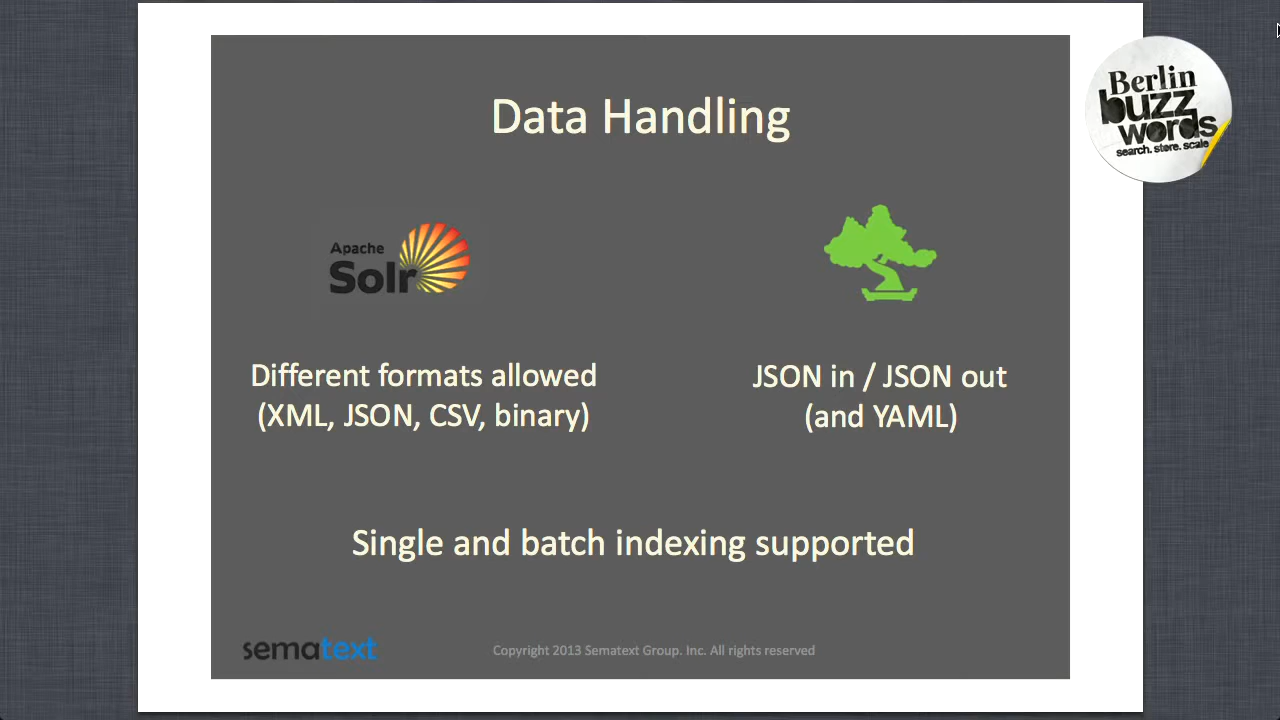 Data Handling
Berlin
buzz
words
search. store. scale
Apache
Solr
Different formats allowed
(XML, JSON, CSV, binary)
JSON in / JSON out
(and YAML)
Single and batch indexing supported
sematext
Copyright 2013 Sematext Group. Inc. All rights reserved